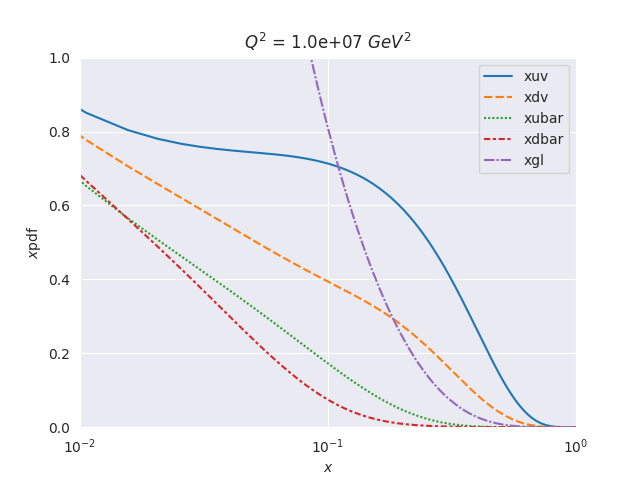 Q² = 1.0e+07 GeV²
1.0
0.8
0.6
0.4
0.2
0.0
xpdf
xuv
xdv
xubar
xdbar
xgl
10⁻²
10⁻¹
10⁰
x